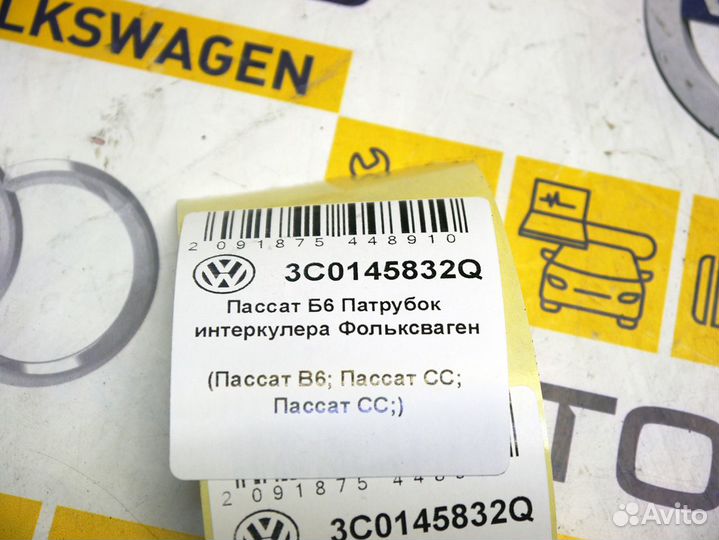 LKSWAGEN
2 091875 448910
3C0145832Q
Пассат Б6 Патрубок
интеркулера Фольксваген
(Пассат B6; Пассат CC;
Пассат CC;)
TO
2 091875 448910
3C0145832Q
Avito